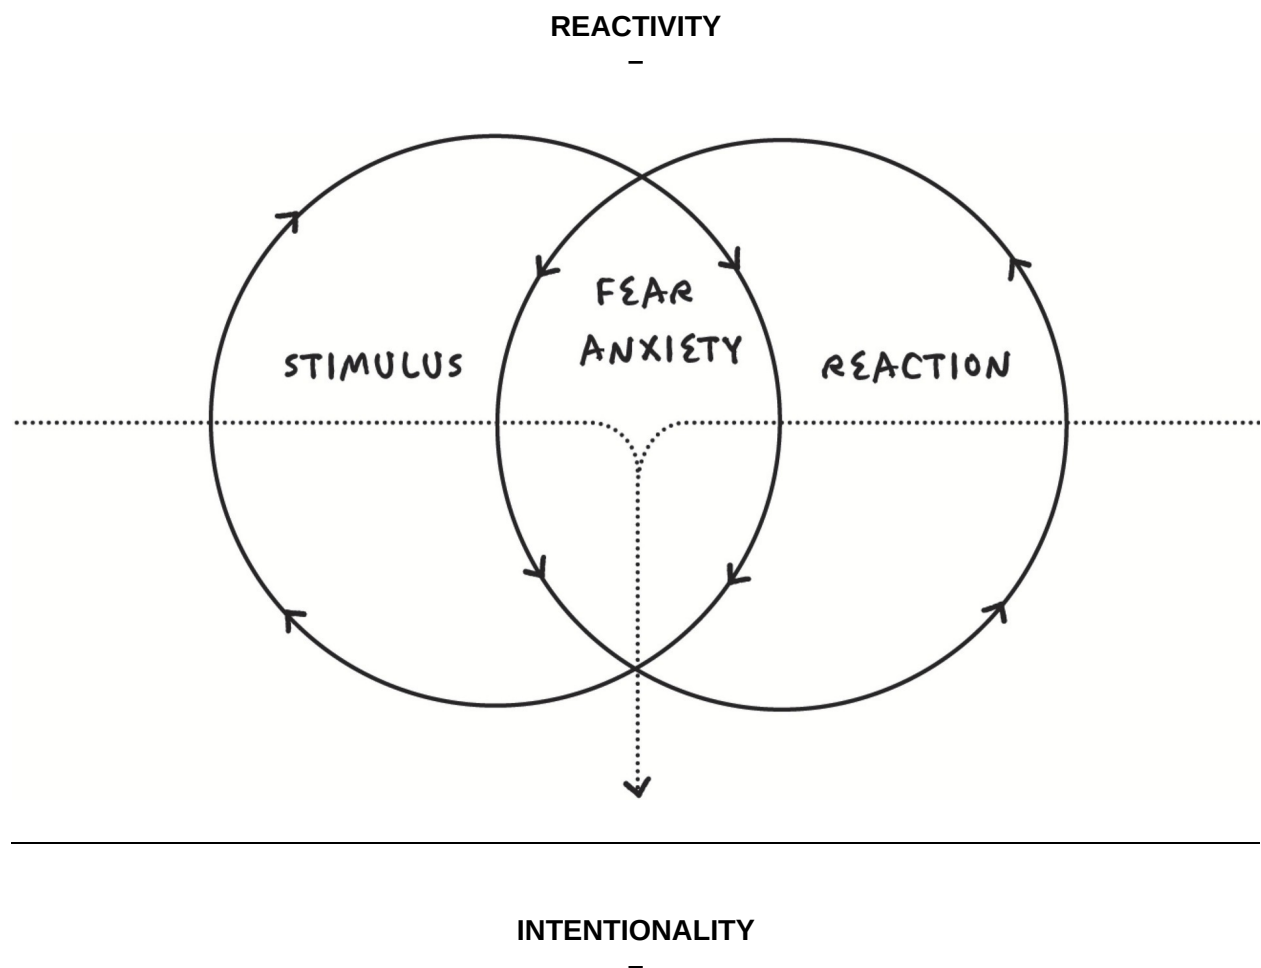 REACTIVITY
–
FEAR
ANXIETY
STIMULUS
REACTION
INTENTIONALITY
–